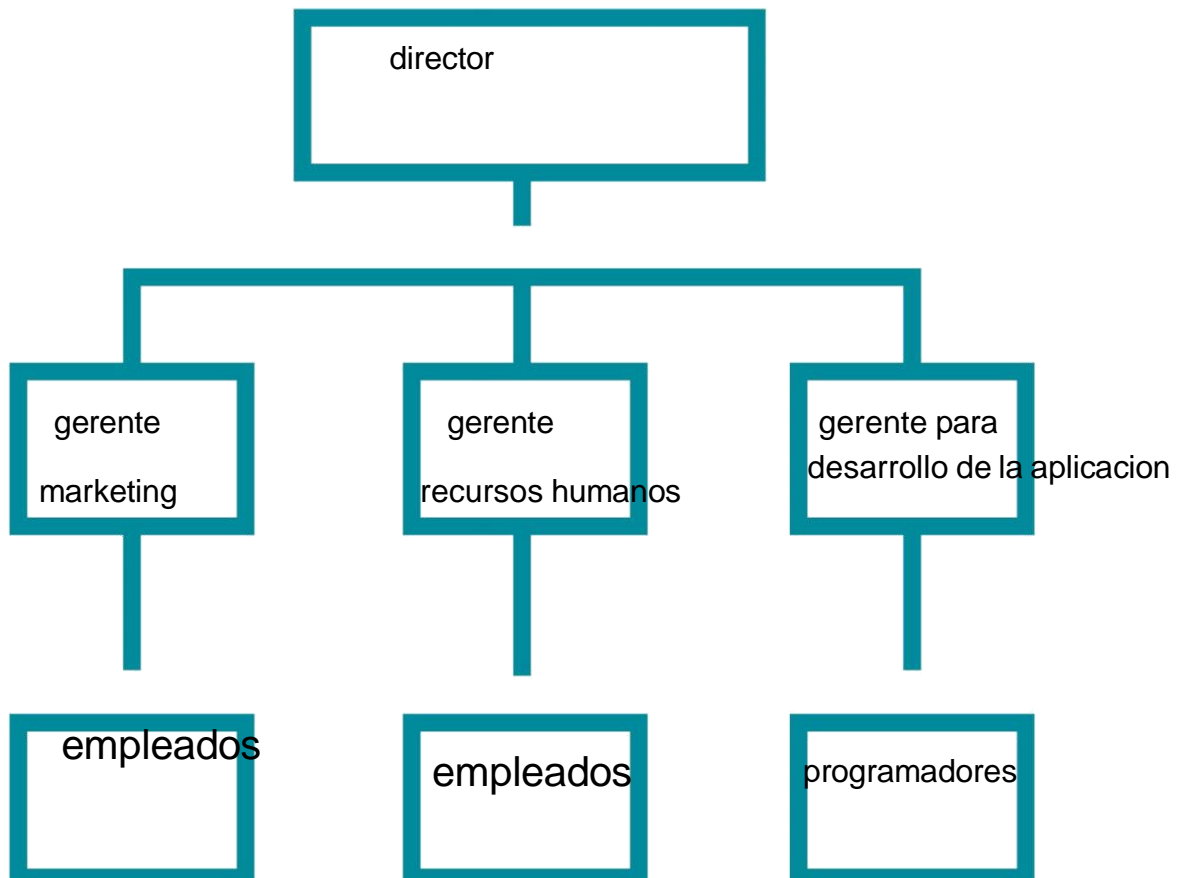 director
gerente
marketing
gerente
recursos humanos
gerente para
desarrollo de la aplicacion
empleados
empleados
programadores